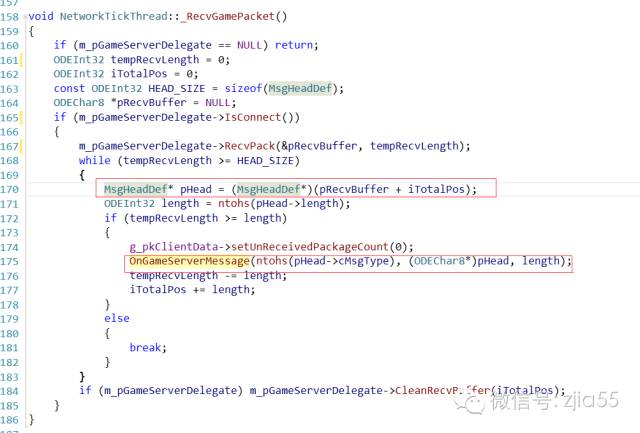 157
158 void NetworkTickThread::_RecvGamePacket()
159 {
160 if (m_pGameServerDelegate == NULL) return;
161 ODEInt32 tempRecvLength = 0;
162 ODEInt32 iTotalPos = 0;
163 const ODEInt32 HEAD_SIZE = sizeof(MsgHeadDef);
164 ODEChar8 *pRecvBuffer = NULL;
165 if (m_pGameServerDelegate->IsConnect())
166 {
167 m_pGameServerDelegate->RecvPack(&pRecvBuffer, tempRecvLength);
168 while (tempRecvLength >= HEAD_SIZE)
169 {
170 MsgHeadDef* pHead = (MsgHeadDef*)(pRecvBuffer + iTotalPos);
171 ODEInt32 length = ntohs(pHead->length);
172 if (tempRecvLength >= length)
173 {
174 g_pkClientData->setUnReceivedPackageCount(0);
175 OnGameServerMessage(ntohs(pHead->cMsgType), (ODEChar8*)pHead, length);
176 tempRecvLength -= length;
177 iTotalPos += length;
178 }
179 else
180 {
181 break;
182 }
183 }
184 if (m_pGameServerDelegate) m_pGameServerDelegate->CleanRecvBuffer(iTotalPos);
185 }
186 }
微信号: zjia55